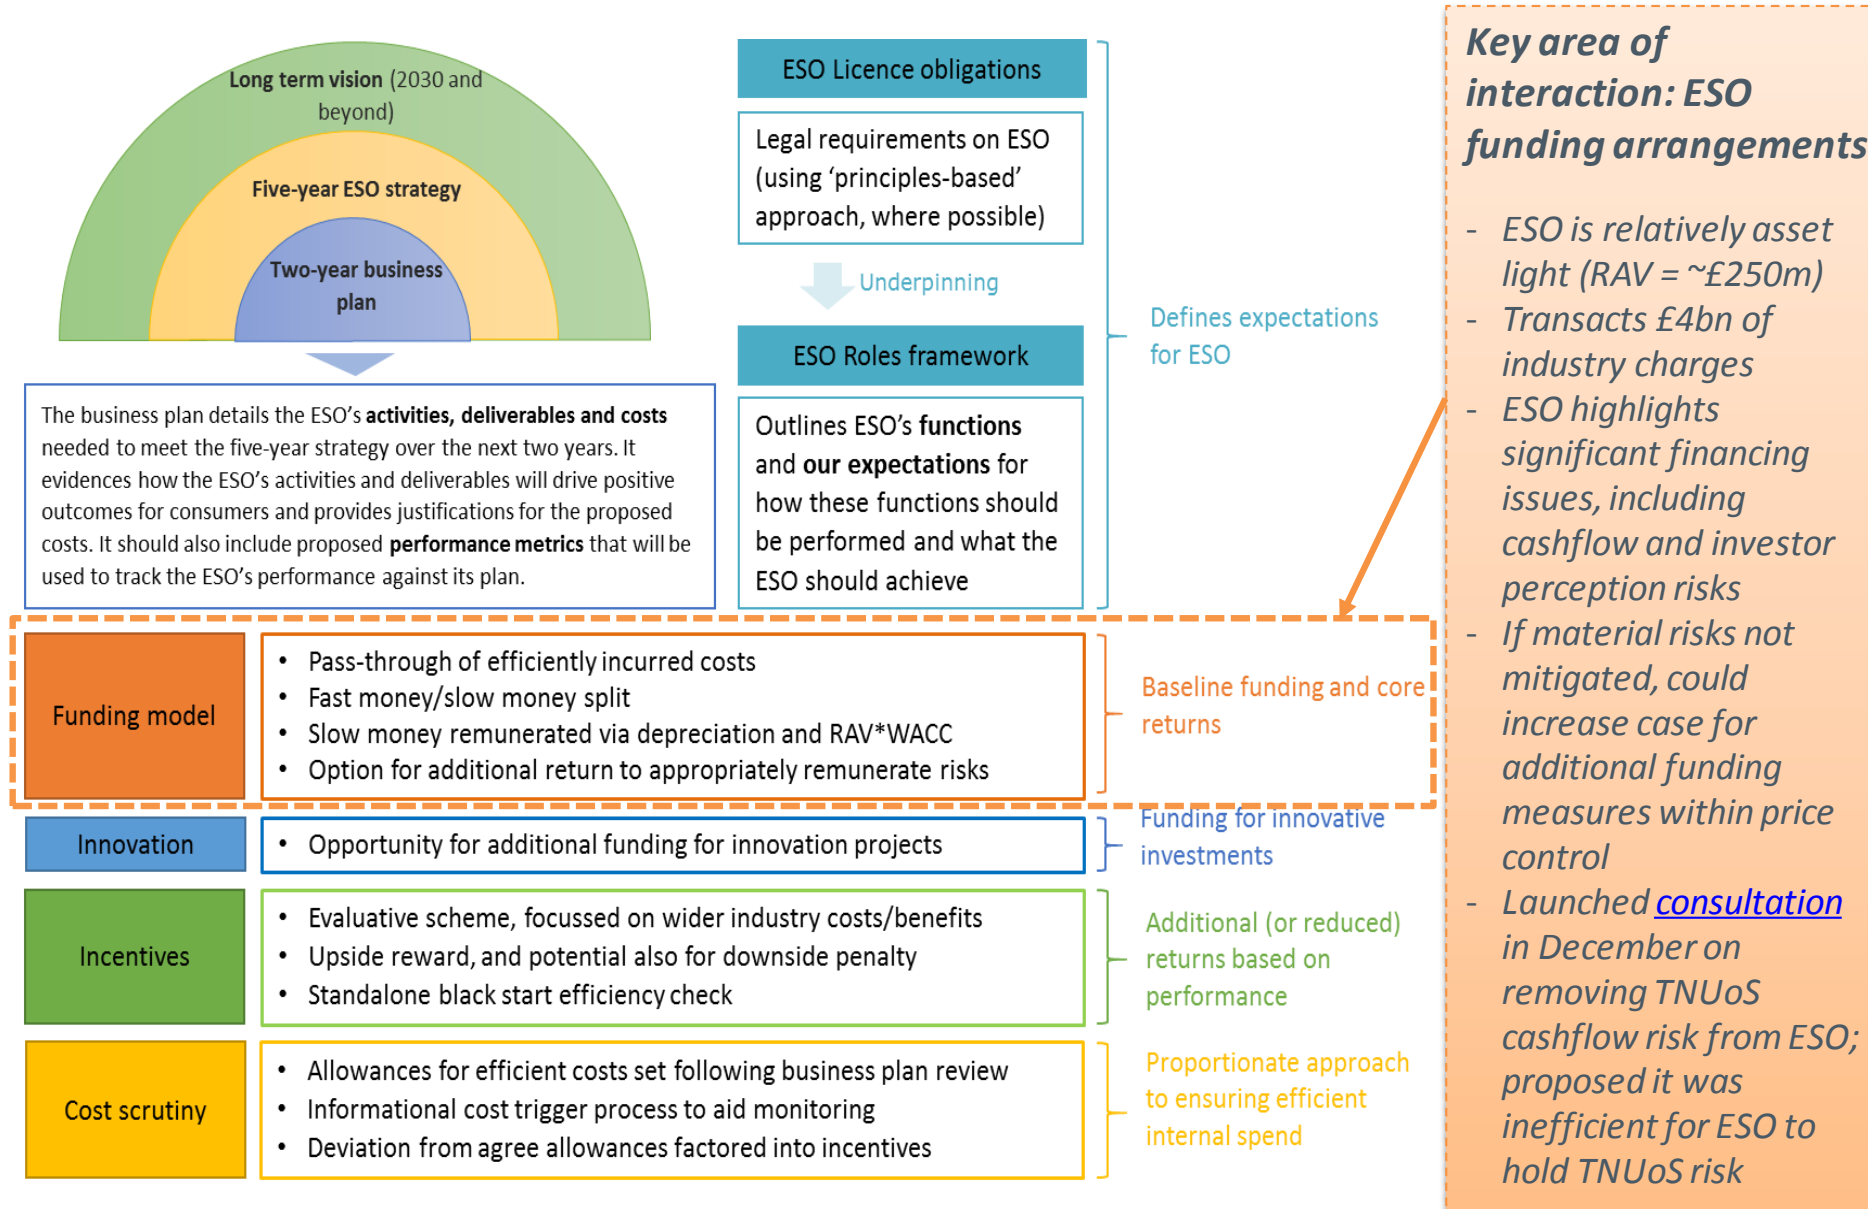 Long term vision (2030 and
beyond)
Five-year ESO strategy
Two-year business
plan
The business plan details the ESO's activities, deliverables and costs
needed to meet the five-year strategy over the next two years. It
evidences how the ESO's activities and deliverables will drive positive
outcomes for consumers and provides justifications for the proposed
costs. It should also include proposed performance metrics that will be
used to track the ESO's performance against its plan.
ESO Licence obligations
Legal requirements on ESO
(using 'principles-based'
approach, where possible)
Underpinning
ESO Roles framework
Outlines ESO's functions
and our expectations for
how these functions should
be performed and what the
ESO should achieve
Defines expectations
for ESO
Funding model
• Pass-through of efficiently incurred costs
• Fast money/slow money split
• Slow money remunerated via depreciation and RAV*WACC
• Option for additional return to appropriately remunerate risks
Baseline funding and core
returns
Innovation
• Opportunity for additional funding for innovation projects
Funding for innovative
investments
Incentives
• Evaluative scheme, focussed on wider industry costs/benefits
• Upside reward, and potential also for downside penalty
• Standalone black start efficiency check
Additional (or reduced)
returns based on
performance
Cost scrutiny
• Allowances for efficient costs set following business plan review
• Informational cost trigger process to aid monitoring
• Deviation from agree allowances factored into incentives
Proportionate approach
to ensuring efficient
internal spend
Key area of
interaction: ESO
funding arrangements
- ESO is relatively asset
light (RAV = ~£250m)
- Transacts £4bn of
industry charges
- ESO highlights
significant financing
issues, including
cashflow and investor
perception risks
- If material risks not
mitigated, could
increase case for
additional funding
measures within price
control
- Launched consultation
in December on
removing TNUoS
cashflow risk from ESO;
proposed it was
inefficient for ESO to
hold TNUoS risk